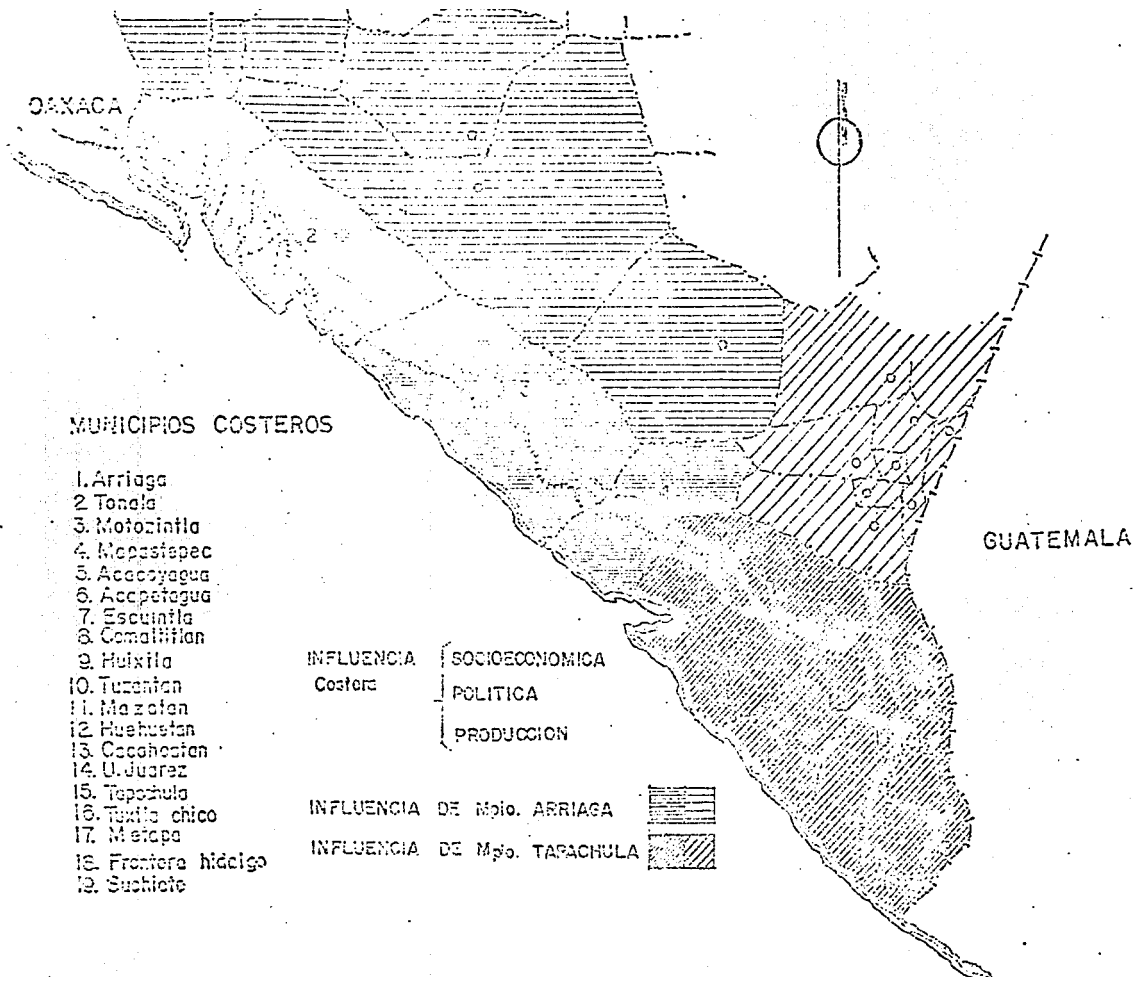 OAXACA
2
GUATEMALA
MUNICIPIOS COSTEROS
1. Arriaga
2 Tonala
3. Motozintla
4. Mapastepec
5. Acacoyagua
6. Acapetagua
7. Escuintla
8. Comaltitlan
9. Huixtla
10. Tuzantan
11. Mazatan
12. Huehuetan
13. Cacahoatan
14. U. Juarez
15. Tapachula
16. Tuxtla chico
17. Metapa
18. Frontera hidalgo
19. Suchiate
INFLUENCIA Costera
SOCIOECONOMICA
POLITICA
PRODUCCION
INFLUENCIA DE Mpio. ARRIAGA
INFLUENCIA DE Mpio. TAPACHULA